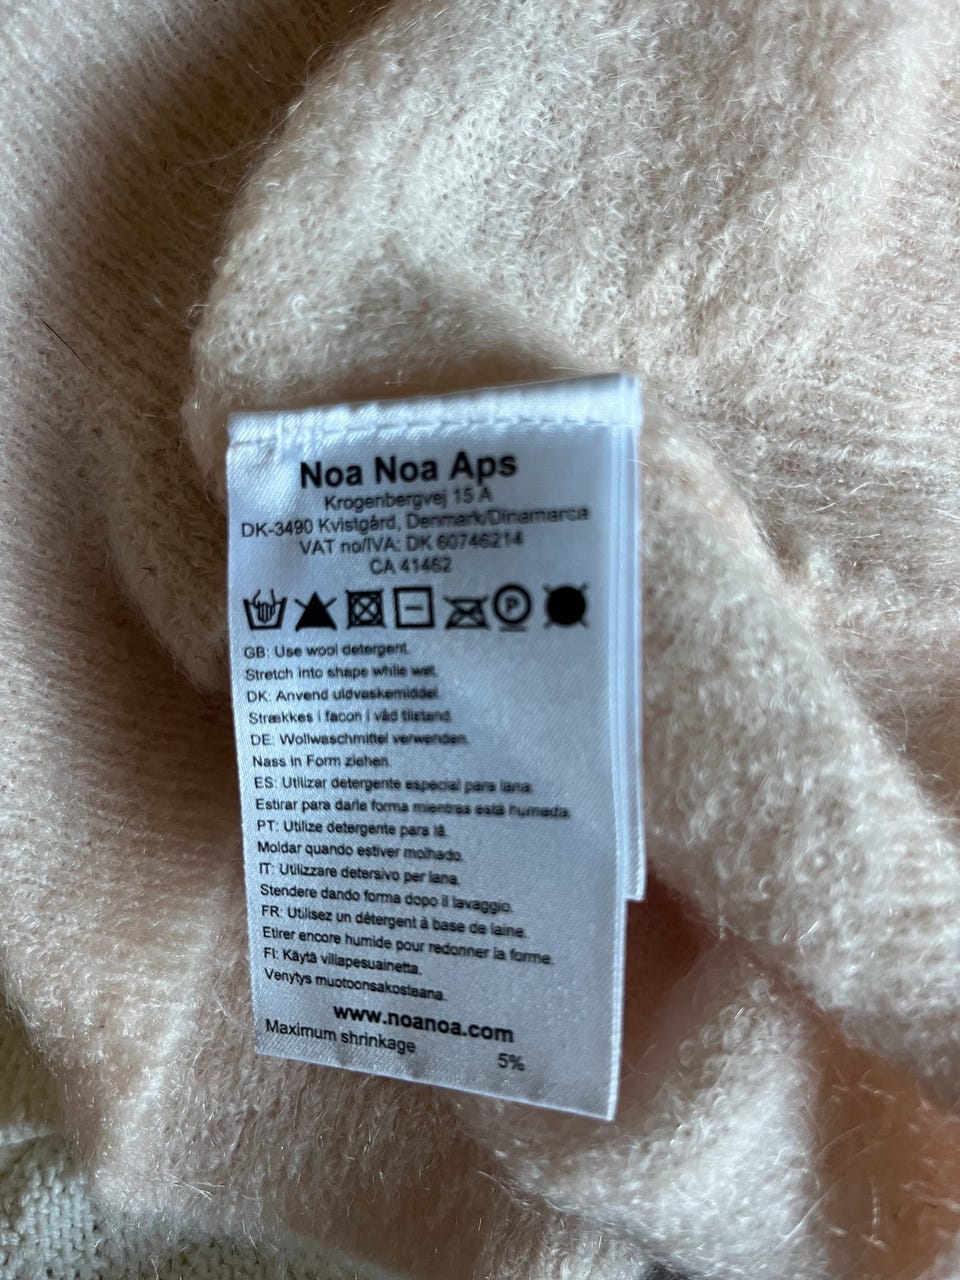 Noa Noa Aps
Krogenbergvej 15 A
DK-3490 Kvistgård, Denmark/Dinamarca
VAT no/IVA: DK 60746214
CA 41462
P
GB: Use wool detergent.
Stretch into shape while wet.
DK: Anvend uldvaskemiddel.
Strækkes i facon i våd tilstand.
DE: Wollwaschmittel verwenden.
Nass in Form ziehen.
ES: Utilizar detergente especial para lana.
Estirar para darle forma mientras está humeda.
PT: Utilize detergente para lã.
Moldar quando estiver molhado.
IT: Utilizzare detersivo per lana.
Stendere dando forma dopo il lavaggio.
FR: Utilisez un détergent à base de laine.
Etirer encore humide pour redonner la forme.
FI: Käytä villapesuainetta.
Venytys muotoonsakosteana.
www.noanoa.com
Maximum shrinkage 5%